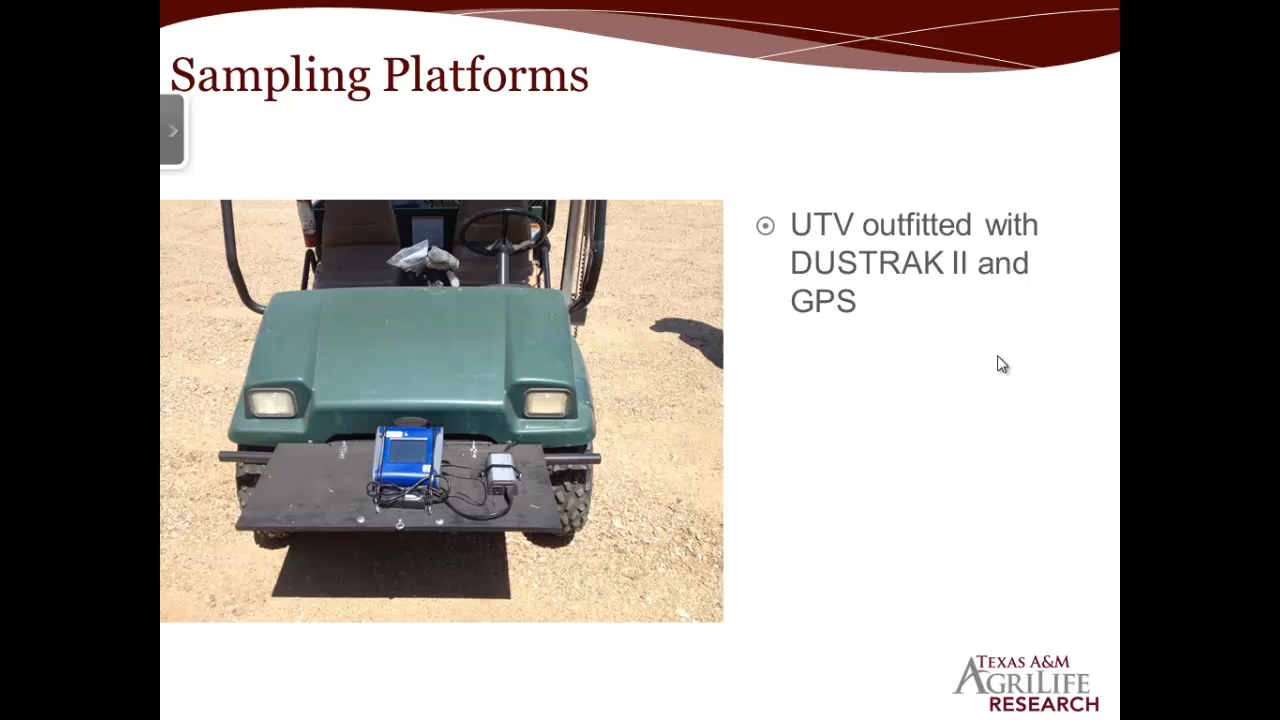 Sampling Platforms
UTV outfitted with
DUSTRAK II and
GPS
TEXAS A&M
AGRILIFE
RESEARCH